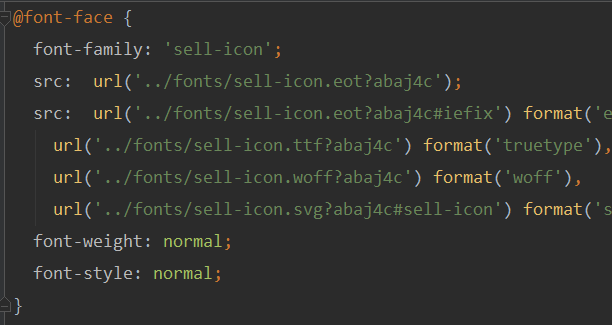 @font-face {
font-family: 'sell-icon';
src:  url('../fonts/sell-icon.eot?abaj4c');
src:  url('../fonts/sell-icon.eot?abaj4c#iefix') format('e
url('../fonts/sell-icon.ttf?abaj4c') format('truetype'),
url('../fonts/sell-icon.woff?abaj4c') format('woff'),
url('../fonts/sell-icon.svg?abaj4c#sell-icon') format('s
font-weight: normal;
font-style: normal;
}